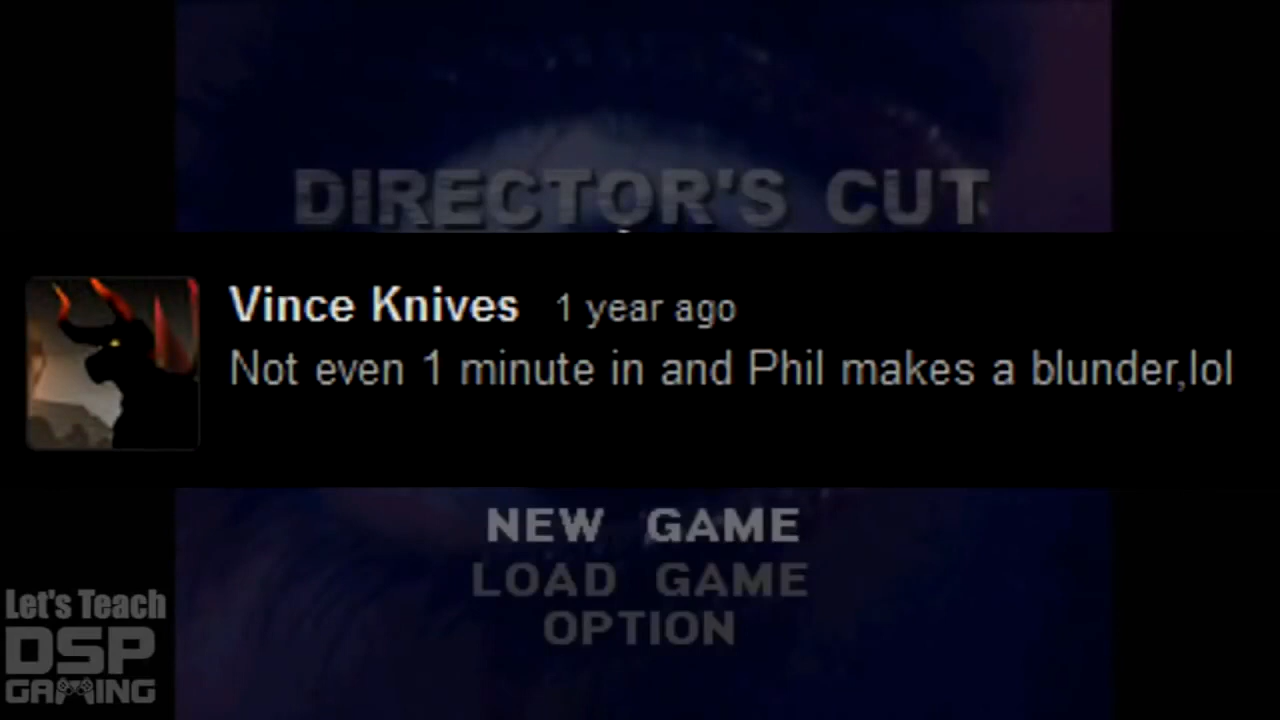 DIRECTOR'S CUT
Vince Knives 1 year ago
Not even 1 minute in and Phil makes a blunder,lol
NEW GAME
LOAD GAME
OPTION
Let's Teach
DSP
GAMING